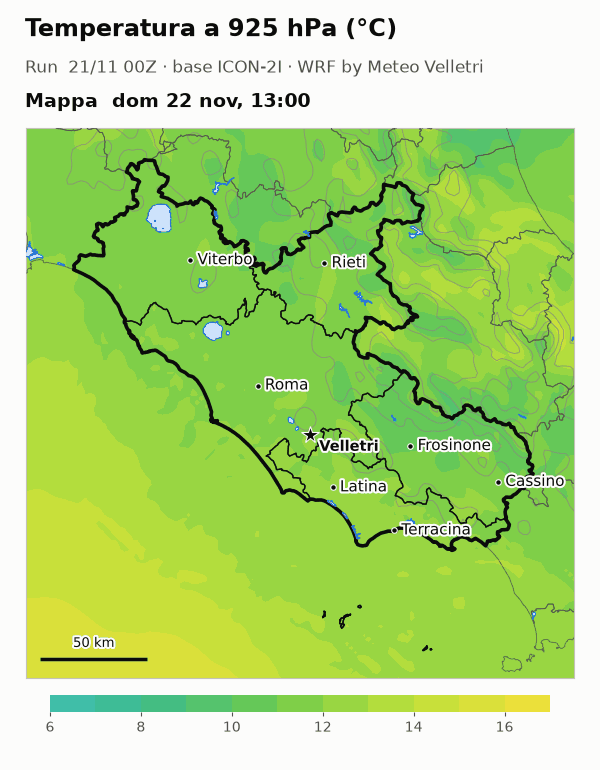 Temperatura a 925 hPa (°C)
Run  21/11 00Z · base ICON-2I · WRF by Meteo Velletri
Mappa  dom 22 nov, 13:00
Viterbo
Rieti
Roma
Velletri
Frosinone
Latina
Cassino
Terracina
50 km
6 8 10 12 14 16